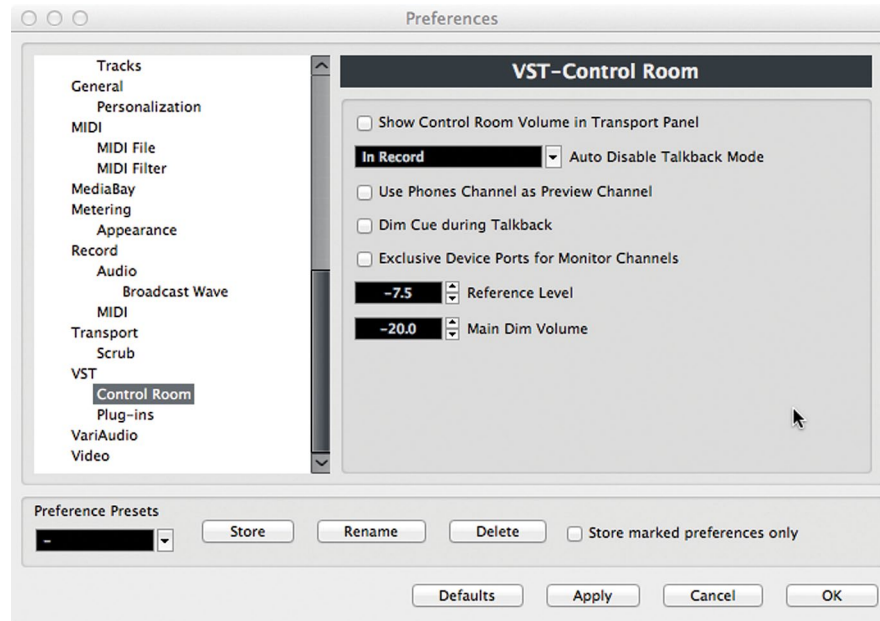 Preferences
Tracks
General
Personalization
MIDI
MIDI File
MIDI Filter
MediaBay
Metering
Appearance
Record
Audio
Broadcast Wave
MIDI
Transport
Scrub
VST
Control Room
Plug-ins
VariAudio
Video
VST-Control Room
Show Control Room Volume in Transport Panel
In Record Auto Disable Talkback Mode
Use Phones Channel as Preview Channel
Dim Cue during Talkback
Exclusive Device Ports for Monitor Channels
-7.5 Reference Level
-20.0 Main Dim Volume
Preference Presets
- Store Rename Delete Store marked preferences only
Defaults Apply Cancel OK